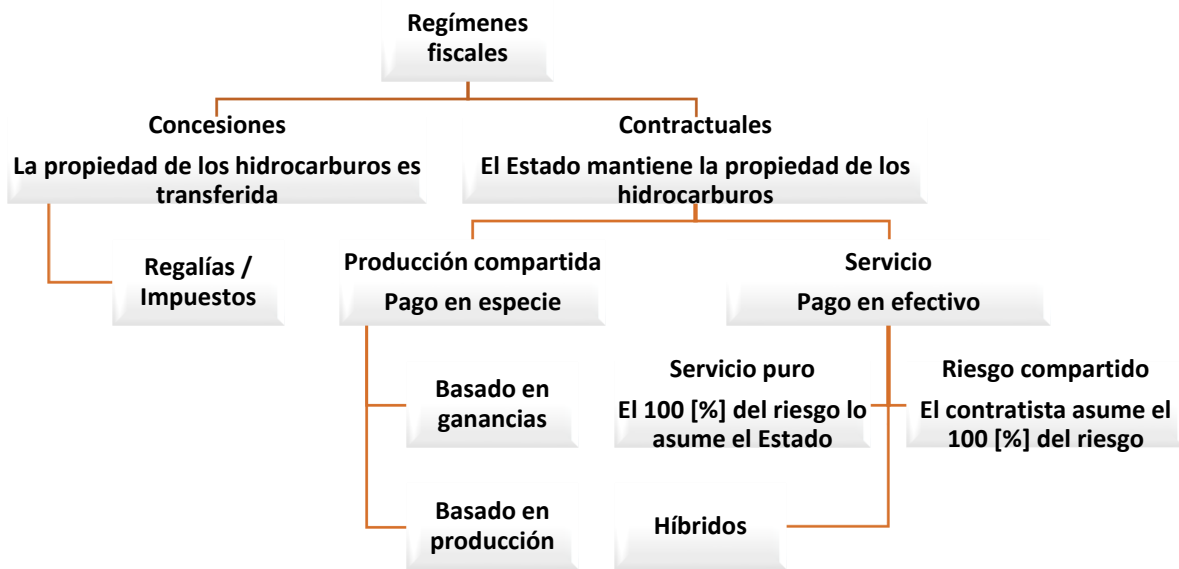 Regímenes
fiscales
Concesiones
La propiedad de los hidrocarburos es
transferida
Contractuales
El Estado mantiene la propiedad de los
hidrocarburos
Regalías /
Impuestos
Producción compartida
Pago en especie
Servicio
Pago en efectivo
Basado en
ganancias
Servicio puro
El 100 [%] del riesgo lo
asume el Estado
Riesgo compartido
El contratista asume el
100 [%] del riesgo
Basado en
producción
Híbridos